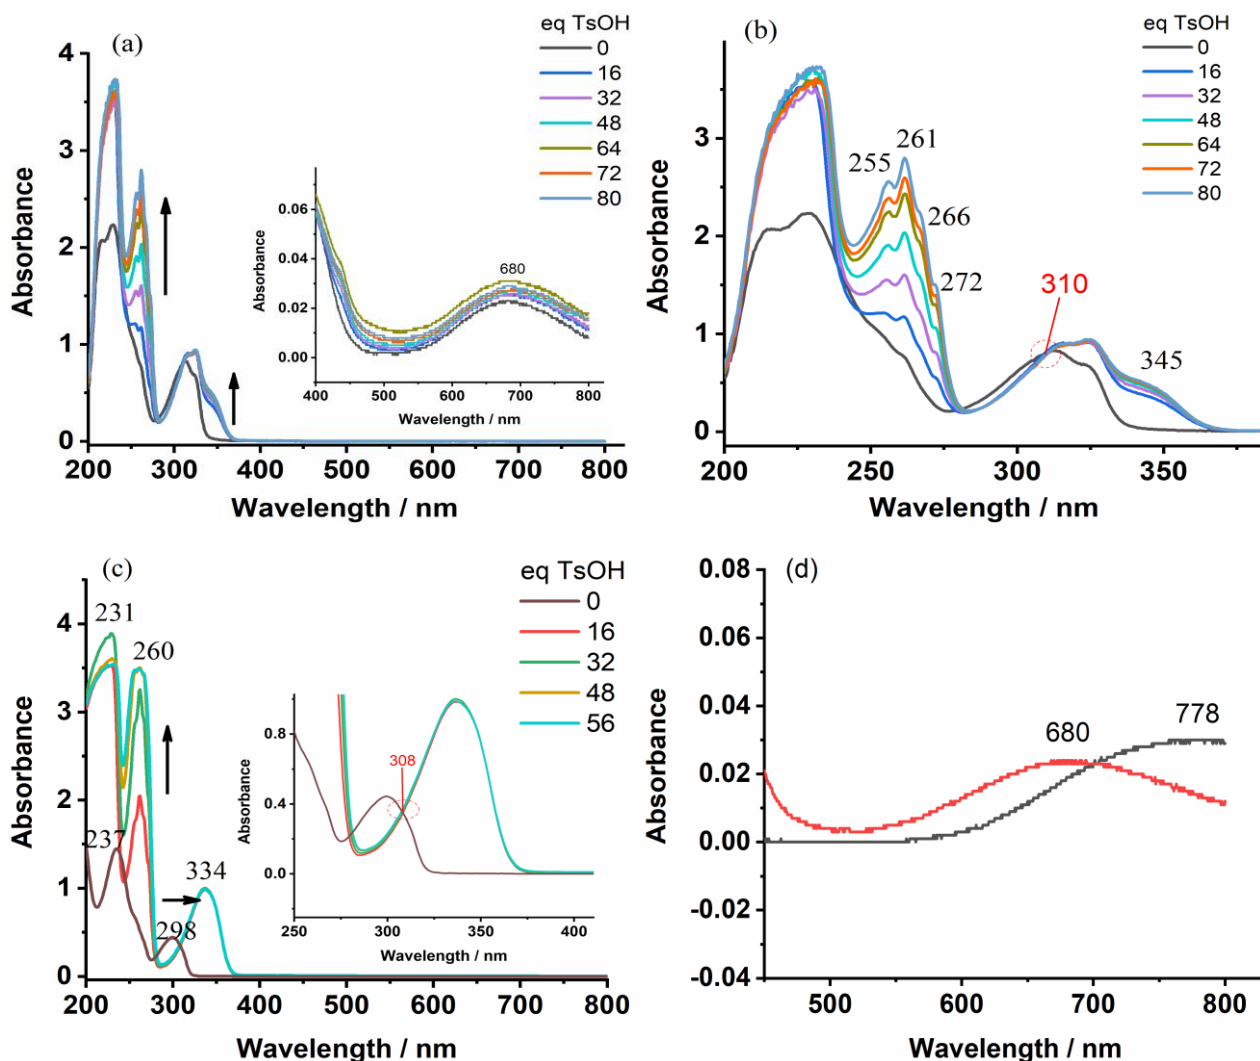 (a)
eq TsOH
0
16
32
48
64
72
80
4
3
2
1
0
Absorbance
200 300 400 500 600 700 800
Wavelength / nm
0.06
0.04
0.02
0.00
Absorbance
680
400 500 600 700 800
Wavelength / nm
(b)
eq TsOH
0
16
32
48
64
72
80
3
2
1
0
Absorbance
255
261
266
272
310
345
200 250 300 350
Wavelength / nm
(c)
eq TsOH
0
16
32
48
56
4
3
2
1
0
Absorbance
231
260
237
334
298
200 300 400 500 600 700 800
Wavelength / nm
0.8
0.4
0.0
Absorbance
308
250 300 350 400
Wavelength / nm
(d)
0.08
0.06
0.04
0.02
0.00
-0.02
-0.04
Absorbance
680
778
500 600 700 800
Wavelength / nm